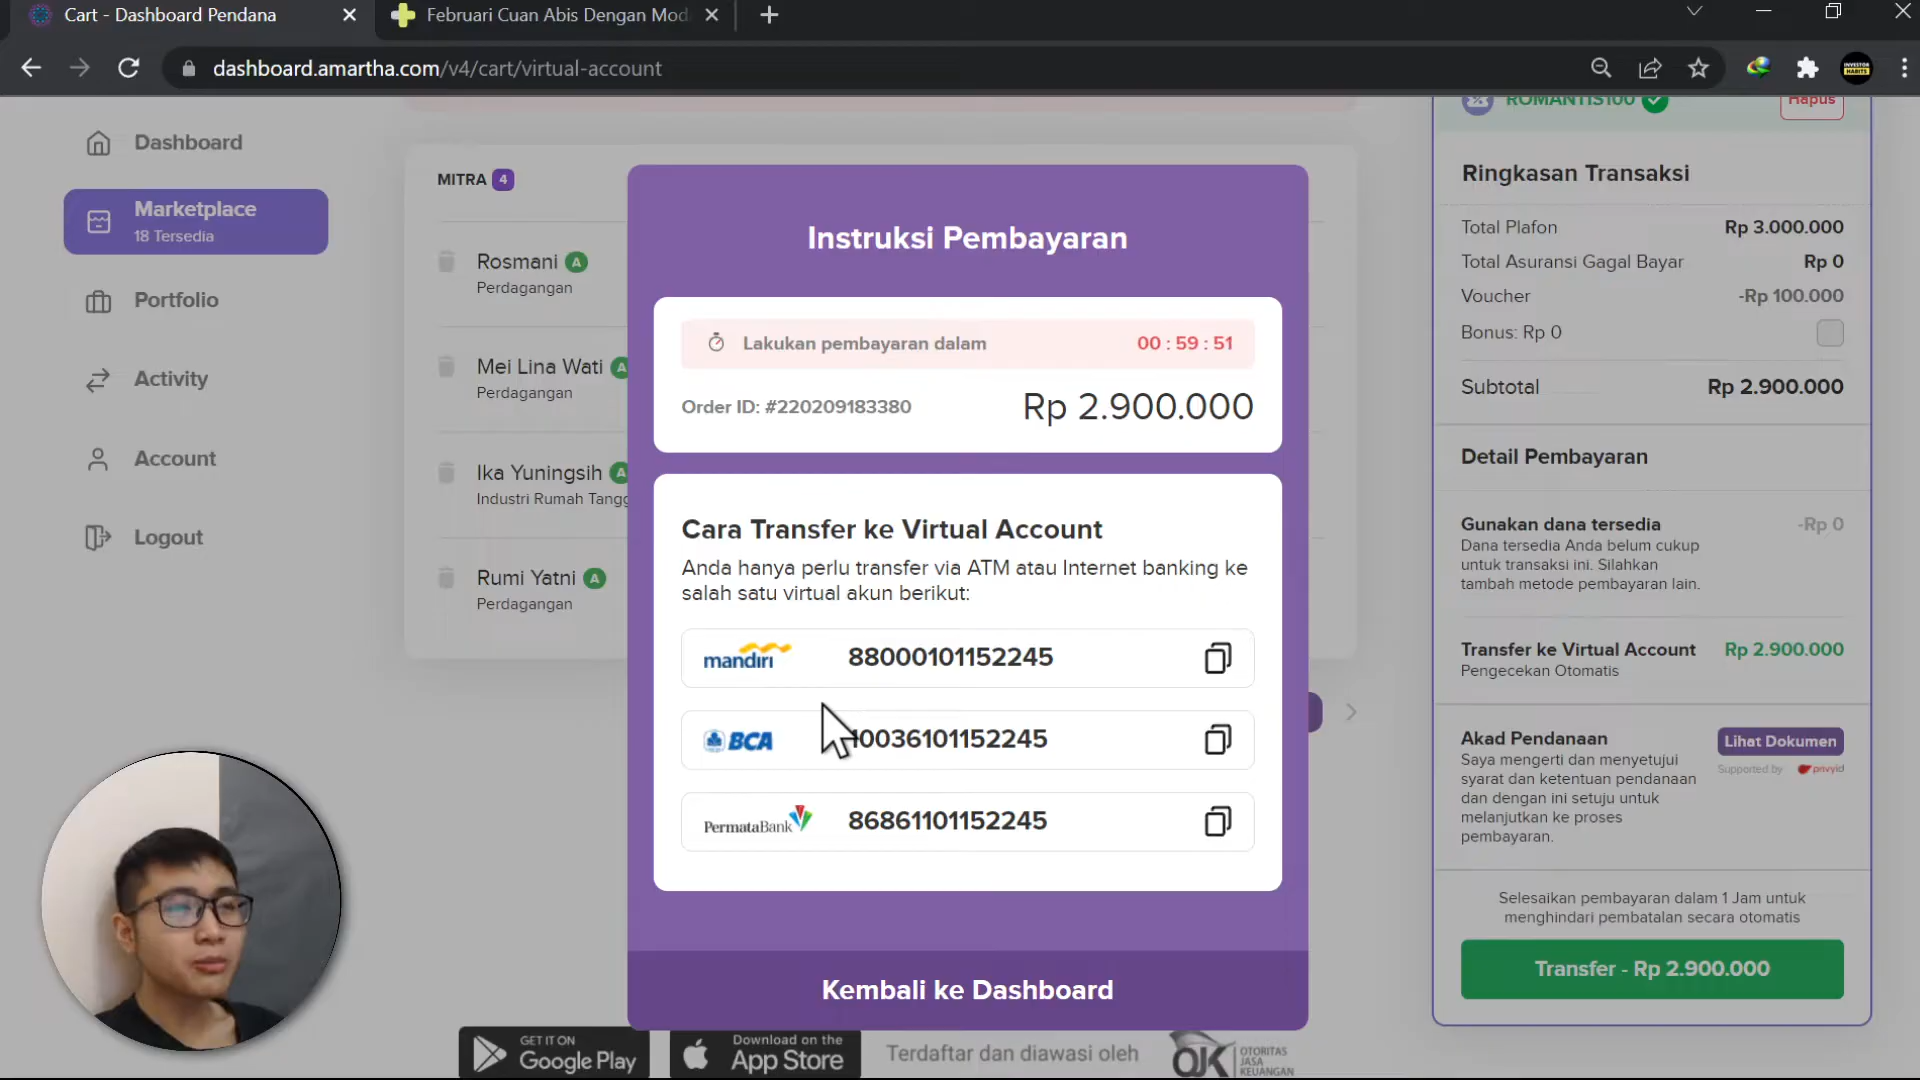 Cart - Dashboard Pendana
Februari Cuan Abis Dengan Mod
dashboard.amartha.com/v4/cart/virtual-account
INVESTOR
HABITS
Dashboard
Marketplace
18 Tersedia
Portfolio
Activity
Account
Logout
MITRA 4
Rosmani A
Perdagangan
Mei Lina Wati A
Perdagangan
Ika Yuningsih A
Industri Rumah Tangg
Rumi Yatni A
Perdagangan
Instruksi Pembayaran
Lakukan pembayaran dalam 00 : 59 : 51
Order ID: #220209183380 Rp 2.900.000
Cara Transfer ke Virtual Account
Anda hanya perlu transfer via ATM atau Internet banking ke
salah satu virtual akun berikut:
mandiri 88000101152245
BCA 10036101152245
PermataBank 86861101152245
Kembali ke Dashboard
ROMANTIS100 Hapus
Ringkasan Transaksi
Total Plafon Rp 3.000.000
Total Asuransi Gagal Bayar Rp 0
Voucher -Rp 100.000
Bonus: Rp 0
Subtotal Rp 2.900.000
Detail Pembayaran
Gunakan dana tersedia -Rp 0
Dana tersedia Anda belum cukup
untuk transaksi ini. Silahkan
tambah metode pembayaran lain.
Transfer ke Virtual Account Rp 2.900.000
Pengecekan Otomatis
Akad Pendanaan Lihat Dokumen
Saya mengerti dan menyetujui
syarat dan ketentuan pendanaan
dan dengan ini setuju untuk
melanjutkan ke proses
pembayaran.
Supported by privyid
Selesaikan pembayaran dalam 1 Jam untuk
menghindari pembatalan secara otomatis
Transfer - Rp 2.900.000
GET IT ON
Google Play
Download on the
App Store
Terdaftar dan diawasi oleh
OJK OTORITAS
JASA
KEUANGAN